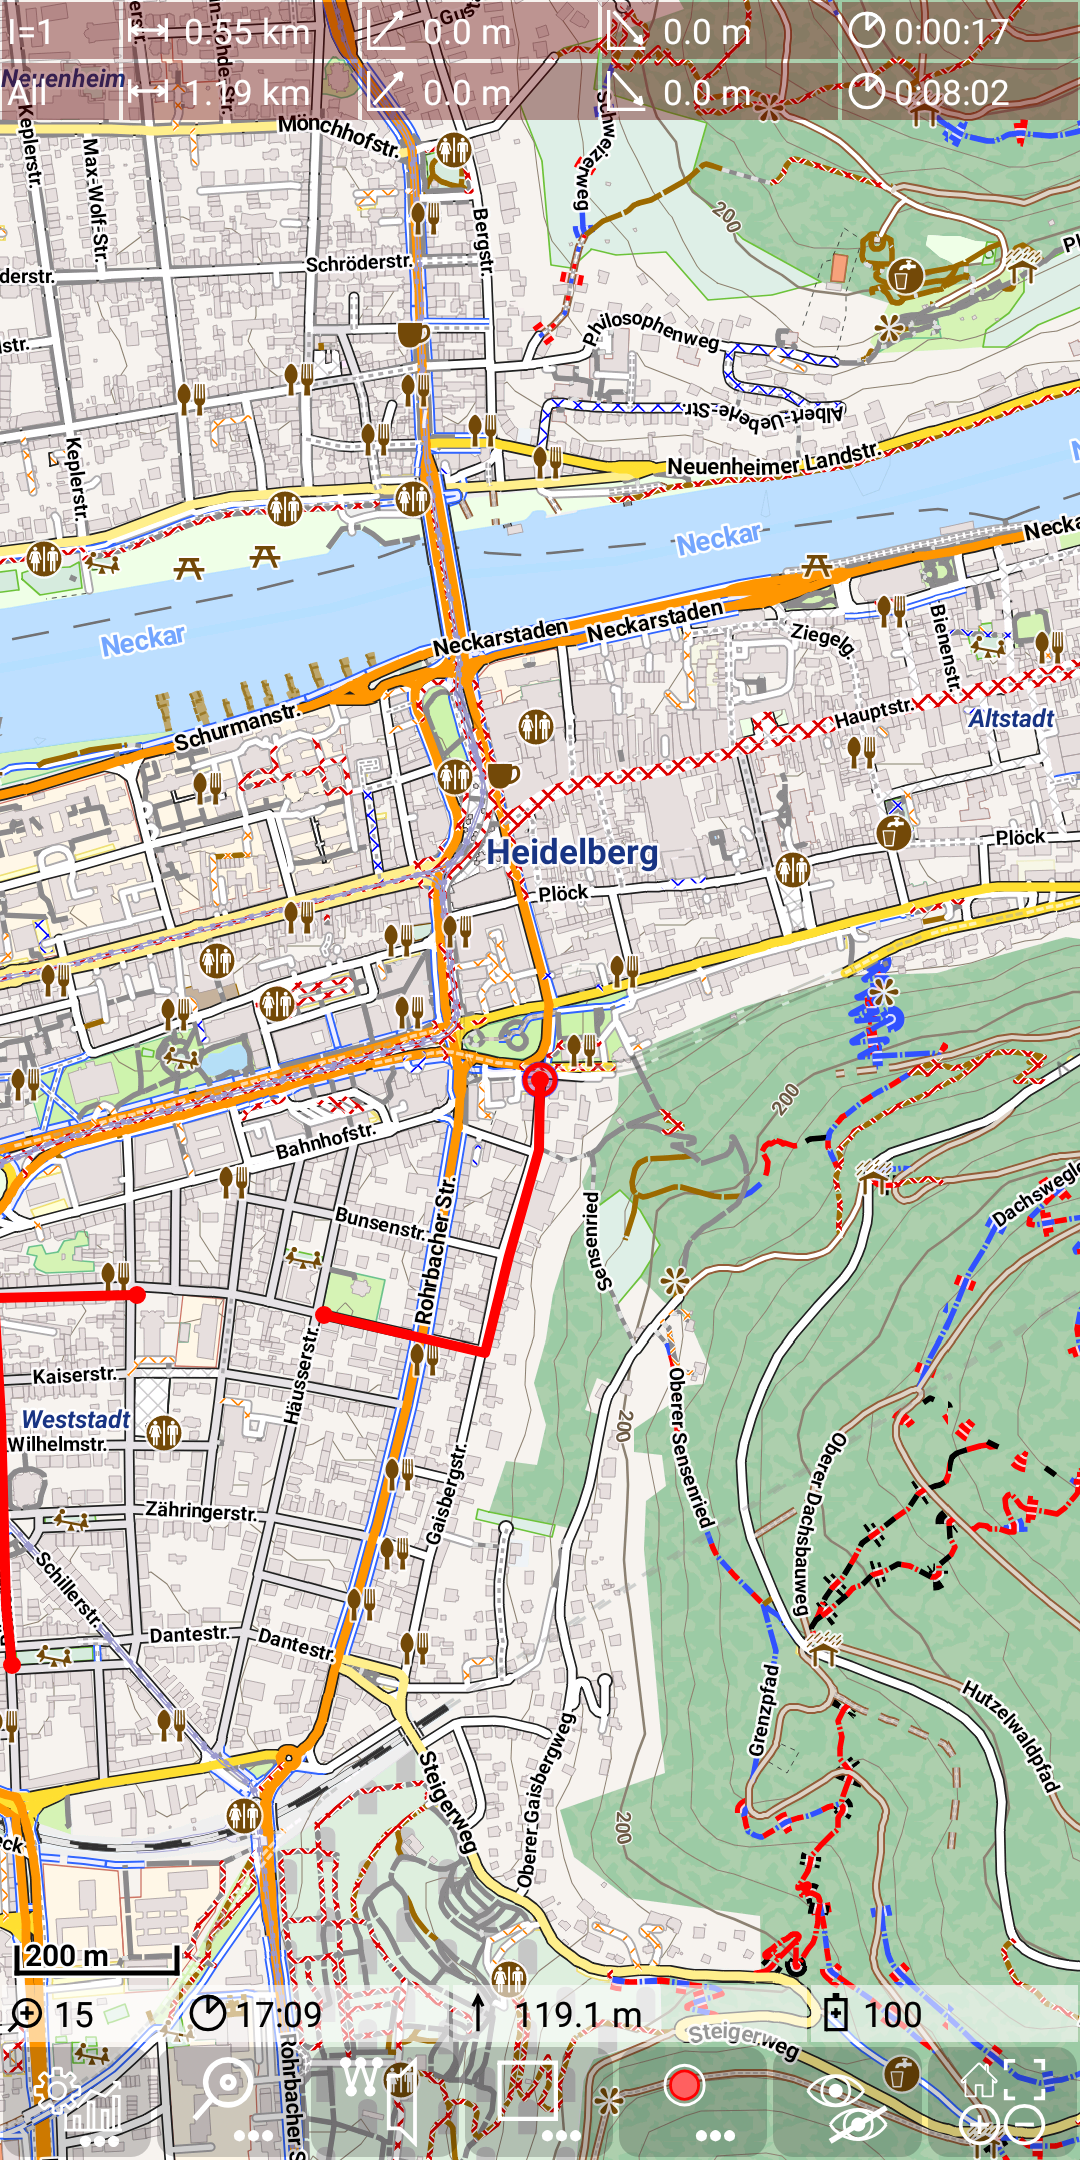 I=1 0.55 km 0.0 m 0.0 m 0:00:17
All 1.19 km 0.0 m 0.0 m 0:08:02
Neuenheim
Mönchhofstr.
Keplerstr.
Max-Wolf-Str.
Schweizerweg
Bergstr.
200
Schröderstr.
derstr.
Philosophenweg
lstr.
Albert-Ueberle-Str.
Keplerstr.
Neuenheimer Landstr.
Neckar
Neckar
Neckarstaden
Neckarstaden
Ziegelg.
Bienenstr.
Schurmanstr.
Hauptstr.
Altstadt
Heidelberg
Plöck
Plöck
200
Bahnhofstr.
Bunsenstr.
Rohrbacher Str.
Sensenried
Dachswegle
Häusserstr.
Kaiserstr.
Weststadt
Wilhelmstr.
200
Oberer Sensenried
Oberer Dachsbauweg
Gaisbergstr.
Zähringerstr.
Schillerstr.
Dantestr.
Dantestr.
Grenzpfad
Hutzelwaldpfad
Steigerweg
Oberer Gaisbergweg
200
eck
200 m
15 17:09 119.1 m 100
Steigerweg
Rohrbacher S
W